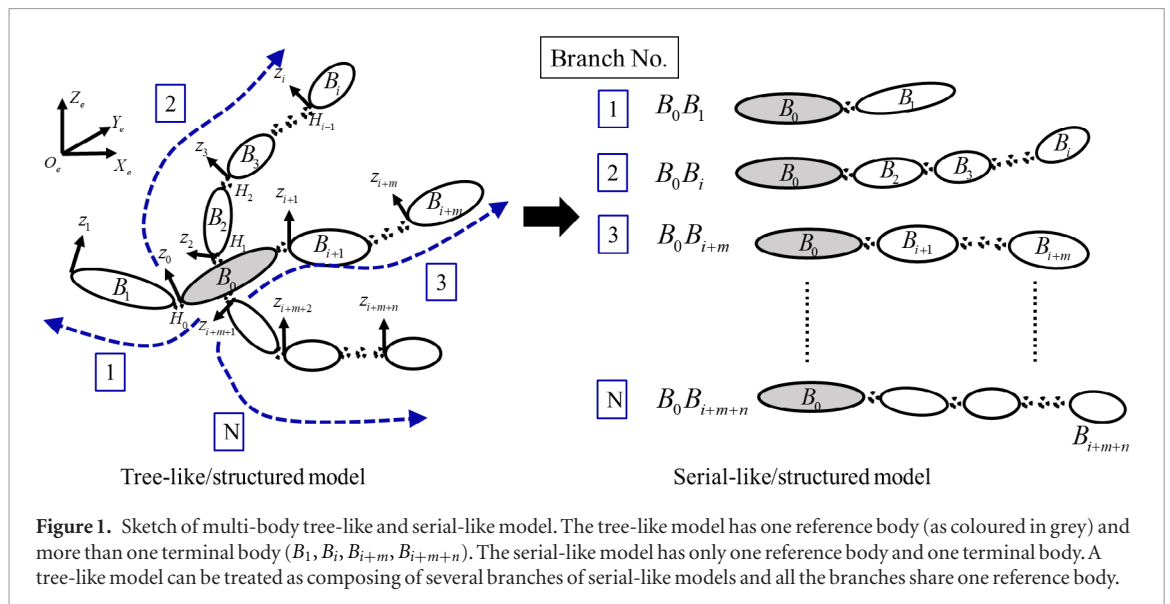 Branch No.
Z_e
Y_e
X_e
O_e
2
z_i
B_i
H_{i-1}
z_3
B_3
H_2
B_2
z_2
H_1
z_{i+1}
B_{i+1}
z_{i+m}
B_{i+m}
z_1
B_1
z_0
H_0
B_0
3
z_{i+m+1}
z_{i+m+2}
z_{i+m+n}
1
N
Tree-like/structured model
1 B_0B_1 B_0 B_1
2 B_0B_i B_0 B_2 B_3 B_i
3 B_0B_{i+m} B_0 B_{i+1} B_{i+m}
N B_0B_{i+m+n} B_0 B_{i+m+n}
Serial-like/structured model
Figure 1. Sketch of multi-body tree-like and serial-like model. The tree-like model has one reference body (as coloured in grey) and
more than one terminal body (B_1, B_i, B_{i+m}, B_{i+m+n}). The serial-like model has only one reference body and one terminal body. A
tree-like model can be treated as composing of several branches of serial-like models and all the branches share one reference body.